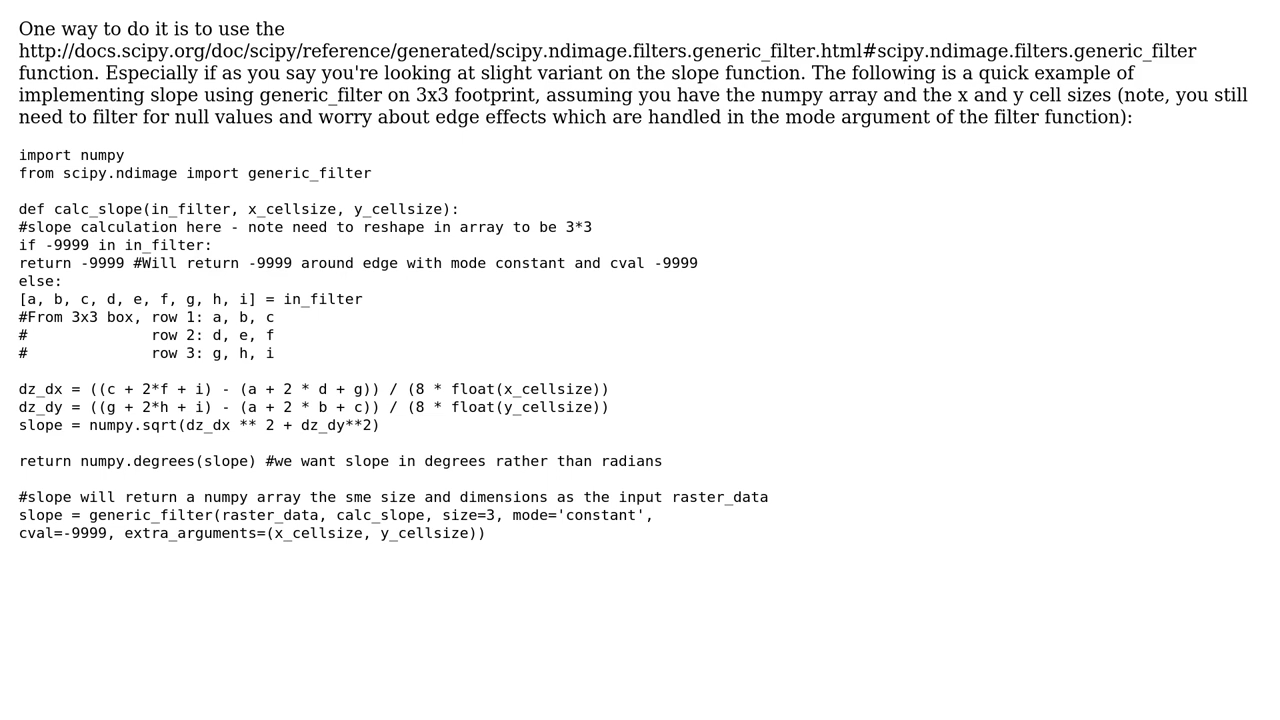 One way to do it is to use the
http://docs.scipy.org/doc/scipy/reference/generated/scipy.ndimage.filters.generic_filter.html#scipy.ndimage.filters.generic_filter
function. Especially if as you say you're looking at slight variant on the slope function. The following is a quick example of
implementing slope using generic_filter on 3x3 footprint, assuming you have the numpy array and the x and y cell sizes (note, you still
need to filter for null values and worry about edge effects which are handled in the mode argument of the filter function):

import numpy
from scipy.ndimage import generic_filter

def calc_slope(in_filter, x_cellsize, y_cellsize):
#slope calculation here - note need to reshape in array to be 3*3
if -9999 in in_filter:
return -9999 #Will return -9999 around edge with mode constant and cval -9999
else:
[a, b, c, d, e, f, g, h, i] = in_filter
#From 3x3 box, row 1: a, b, c
#              row 2: d, e, f
#              row 3: g, h, i

dz_dx = ((c + 2*f + i) - (a + 2 * d + g)) / (8 * float(x_cellsize))
dz_dy = ((g + 2*h + i) - (a + 2 * b + c)) / (8 * float(y_cellsize))
slope = numpy.sqrt(dz_dx ** 2 + dz_dy**2)

return numpy.degrees(slope) #we want slope in degrees rather than radians

#slope will return a numpy array the sme size and dimensions as the input raster_data
slope = generic_filter(raster_data, calc_slope, size=3, mode='constant',
cval=-9999, extra_arguments=(x_cellsize, y_cellsize))